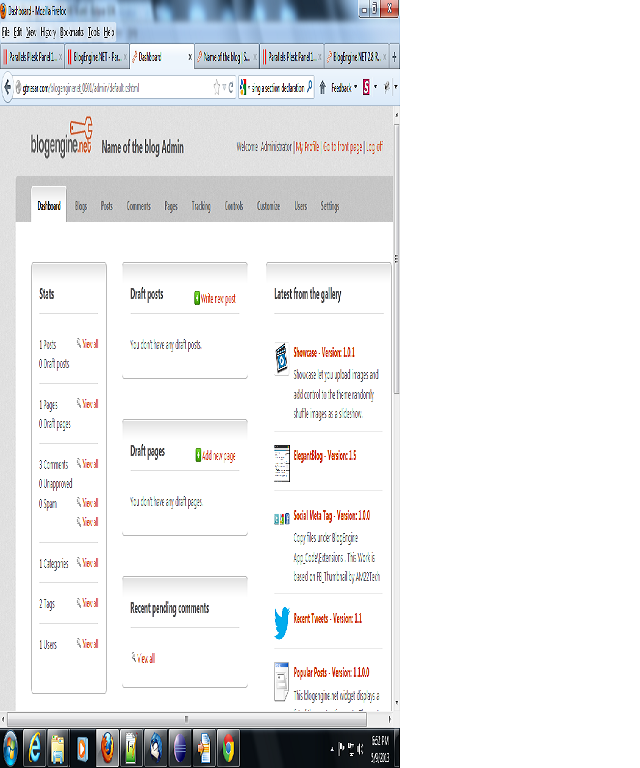 Dashboard - Mozilla Firefox
File Edit View History Bookmarks Tools Help
Parallels Plesk Panel 1... BlogEngine.NET - Par... Dashboard Name of the blog | S... Parallels Plesk Panel 1... BlogEngine.NET 2.8 R...
/blogengine.net_0901/admin/default.cshtml Feedback
blogengine.net Name of the blog Admin Welcome Administrator | My Profile | Go to front page | Log off
Dashboard Blogs Posts Comments Pages Tracking Controls Customize Users Settings
Stats
1 Posts View all
0 Draft posts
1 Pages View all
0 Draft pages
3 Comments View all
0 Unapproved
0 Spam View all
View all
1 Categories View all
2 Tags View all
1 Users View all
Draft posts Write new post
You don't have any draft posts.
Draft pages Add new page
You don't have any draft pages
Recent pending comments
View all
Latest from the gallery
Showcase - Version: 1.0.1
Showcase let you upload images and
add control to the theme randomly
shuffle images as a slideshow.
ElegantBlog - Version: 1.5
Social Meta Tag - Version: 1.0.0
Copy files under BlogEngine
App_Code\Extensions . This Work is
based on FB_Thumbnail by AM22Tech
Recent Tweets - Version: 1.1
Popular Posts - Version: 1.1.0.0
This blogengine.net widget displays a
6:52 PM
5/9/2013